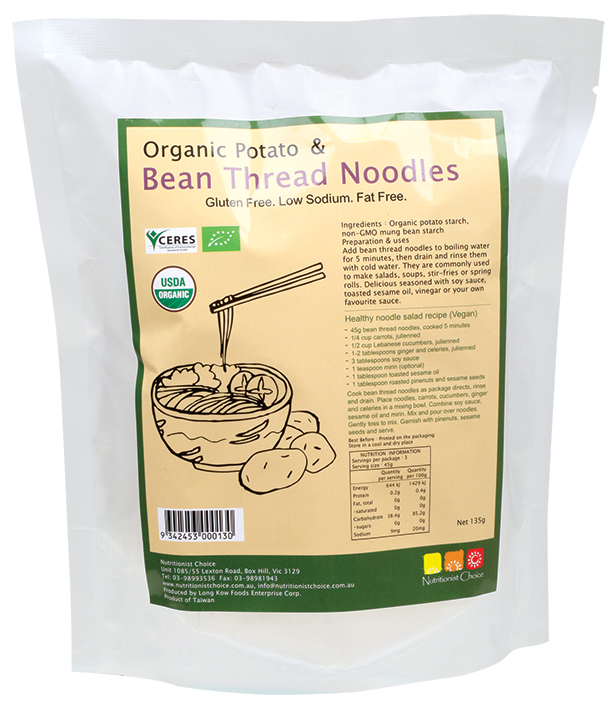 Organic Potato &
Bean Thread Noodles
Gluten Free. Low Sodium. Fat Free.
CERES
USDA
ORGANIC
Ingredients : Organic potato starch,
non-GMO mung bean starch
Preparation & uses
Add bean thread noodles to boiling water
for 5 minutes, then drain and rinse them
with cold water. They are commonly used
to make salads, soups, stir-fries or spring
rolls. Delicious seasoned with soy sauce,
toasted sesame oil, vinegar or your own
favourite sauce.
Healthy noodle salad recipe (Vegan)
- 45g bean thread noodles, cooked 5 minutes
- 1/4 cup carrots, julienned
- 1/2 cup Lebanese cucumbers, julienned
- 1-2 tablespoons ginger and celeries, julienned
- 3 tablespoons soy sauce
- 1 teaspoon mirin (optional)
- 1 tablespoon toasted sesame oil
- 1 tablespoon roasted pinenuts and sesame seeds
Cook bean thread noodles as package directs, rinse
and drain. Place noodles, carrots, cucumbers, ginger
and celeries in a mixing bowl. Combine soy sauce,
sesame oil and mirin. Mix and pour over noodles.
Gently toss to mix. Garnish with pinenuts, sesame
seeds and serve.
Best Before : Printed on the packaging
Store in a cool and dry place
NUTRITION INFORMATION
Servings per package : 3
Serving size : 45g
Quantity per serving Quantity per 100g
Energy 644 kJ 1429 kJ
Protein 0.2g 0.4g
Fat, total 0g 0g
-saturated 0g 0g
Carbohydrate 38.4g 85.2g
-sugars 0g 0g
Sodium 9mg 20mg
Net 135g
9 342453 000130
Nutritionist Choice
Unit 1085/55 Lexton Road, Box Hill, Vic 3129
Tel: 03-98993536 Fax: 03-98981943
www.nutritionistchoice.com.au, info@nutritionistchoice.com.au
Produced by Long Kow Foods Enterprise Corp.
Product of Taiwan
Nutritionist Choice